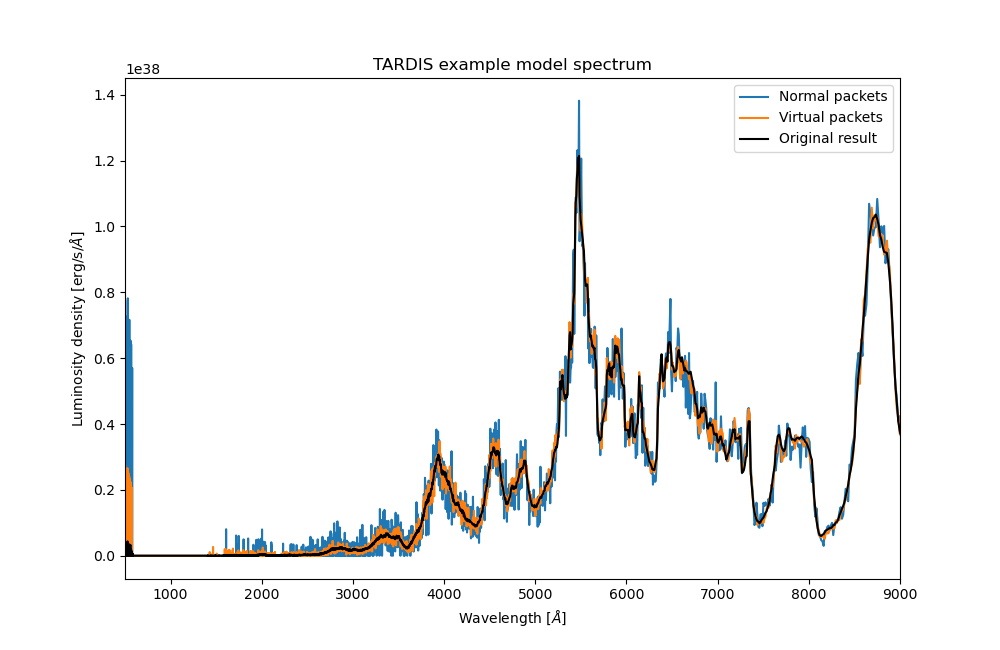 TARDIS example model spectrum
1e38
1.4
1.2
1.0
0.8
0.6
0.4
0.2
0.0
Luminosity density [erg/s/Å]
Normal packets
Virtual packets
Original result
1000 2000 3000 4000 5000 6000 7000 8000 9000
Wavelength [Å]